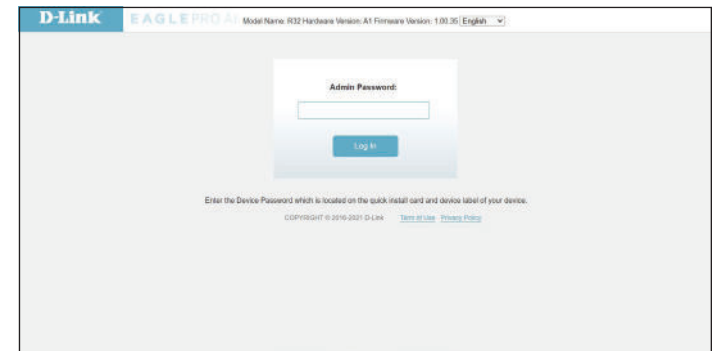 D-Link EAGLE PRO AI Model Name: R32 Hardware Version: A1 Firmware Version: 1.00.35 English
Admin Password:
Log In
Enter the Device Password which is located on the quick install card and device label of your device.
COPYRIGHT © 2016-2021 D-Link Term of Use Privacy Policy